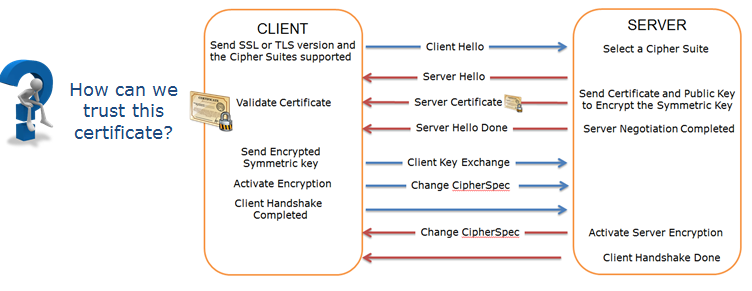 CLIENT
SERVER
Send SSL or TLS version and
the Cipher Suites supported
Client Hello
Select a Cipher Suite
Server Hello
How can we
trust this
certificate?
Validate Certificate
Server Certificate
Send Certificate and Public Key
to Encrypt the Symmetric Key
Server Hello Done
Server Negotiation Completed
Send Encrypted
Symmetric key
Client Key Exchange
Activate Encryption
Change CipherSpec
Client Handshake
Completed
Change CipherSpec
Activate Server Encryption
Client Handshake Done